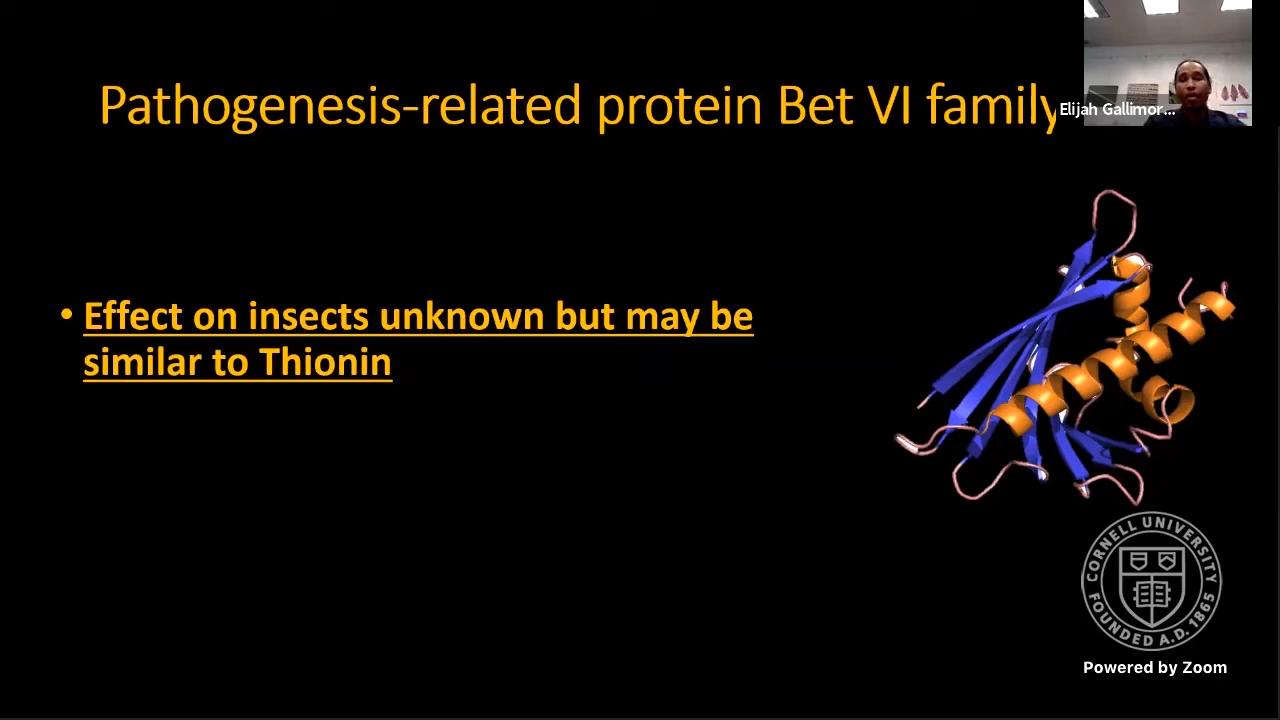 Pathogenesis-related protein Bet VI family
Elijah Gallimor...
• Effect on insects unknown but may be
similar to Thionin
CORNELL UNIVERSITY
FOUNDED A.D. 1865
Powered by Zoom